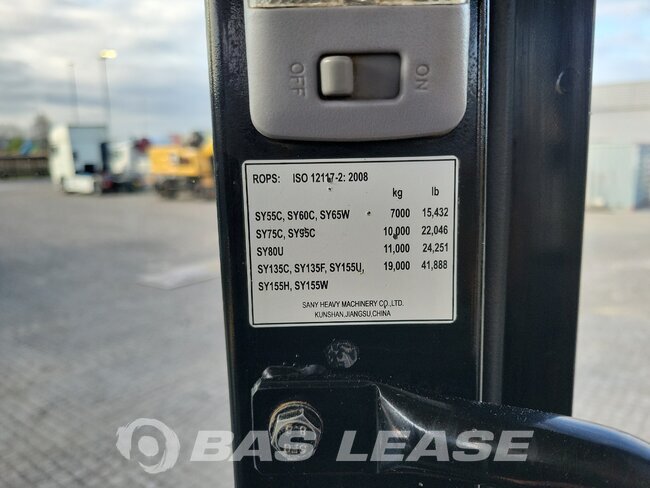 OFF ON
ROPS: ISO 12117-2: 2008
kg lb
SY55C, SY60C, SY65W 7000 15,432
SY75C, SY95C 10,000 22,046
SY80U 11,000 24,251
SY135C, SY135F, SY155U, 19,000 41,888
SY155H, SY155W
SANY HEAVY MACHINERY CO.,LTD.
KUNSHAN,JIANGSU,CHINA
BAS LEASE